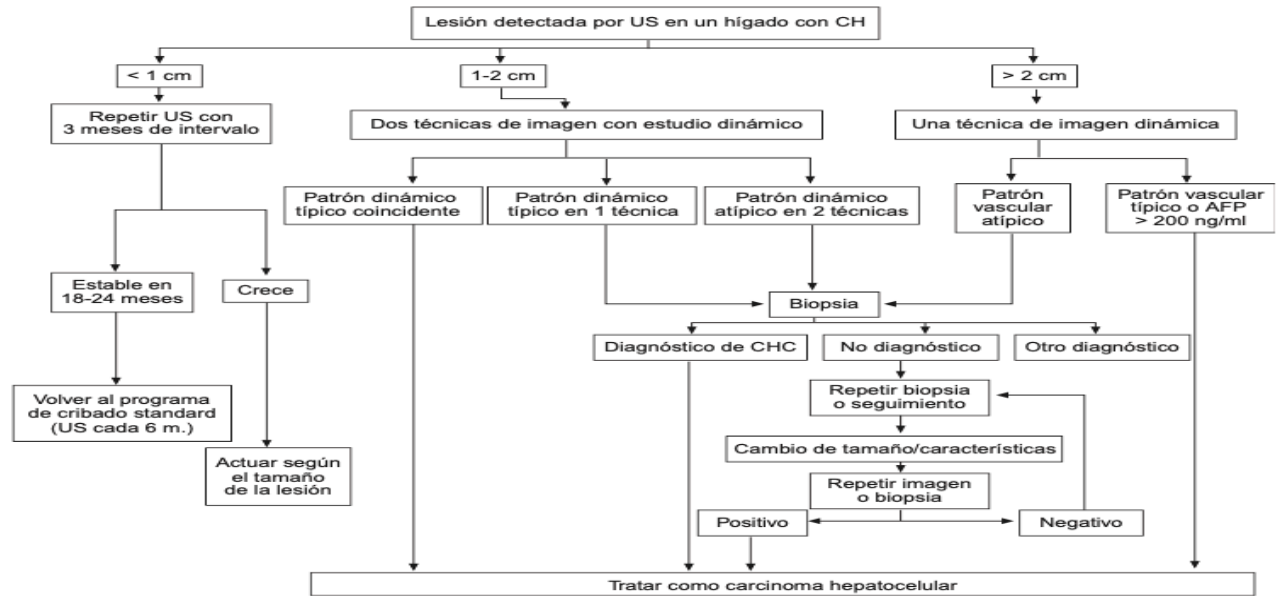 Lesión detectada por US en un hígado con CH
< 1 cm
1-2 cm
> 2 cm
Repetir US con
3 meses de intervalo
Dos técnicas de imagen con estudio dinámico
Una técnica de imagen dinámica
Patrón dinámico
típico coincidente
Patrón dinámico
típico en 1 técnica
Patrón dinámico
atípico en 2 técnicas
Patrón
vascular
atípico
Patrón vascular
típico o AFP
> 200 ng/ml
Estable en
18-24 meses
Crece
Biopsia
Diagnóstico de CHC
No diagnóstico
Otro diagnóstico
Volver al programa
de cribado standard
(US cada 6 m.)
Repetir biopsia
o seguimiento
Actuar según
el tamaño
de la lesión
Cambio de tamaño/características
Repetir imagen
o biopsia
Positivo
Negativo
Tratar como carcinoma hepatocelular